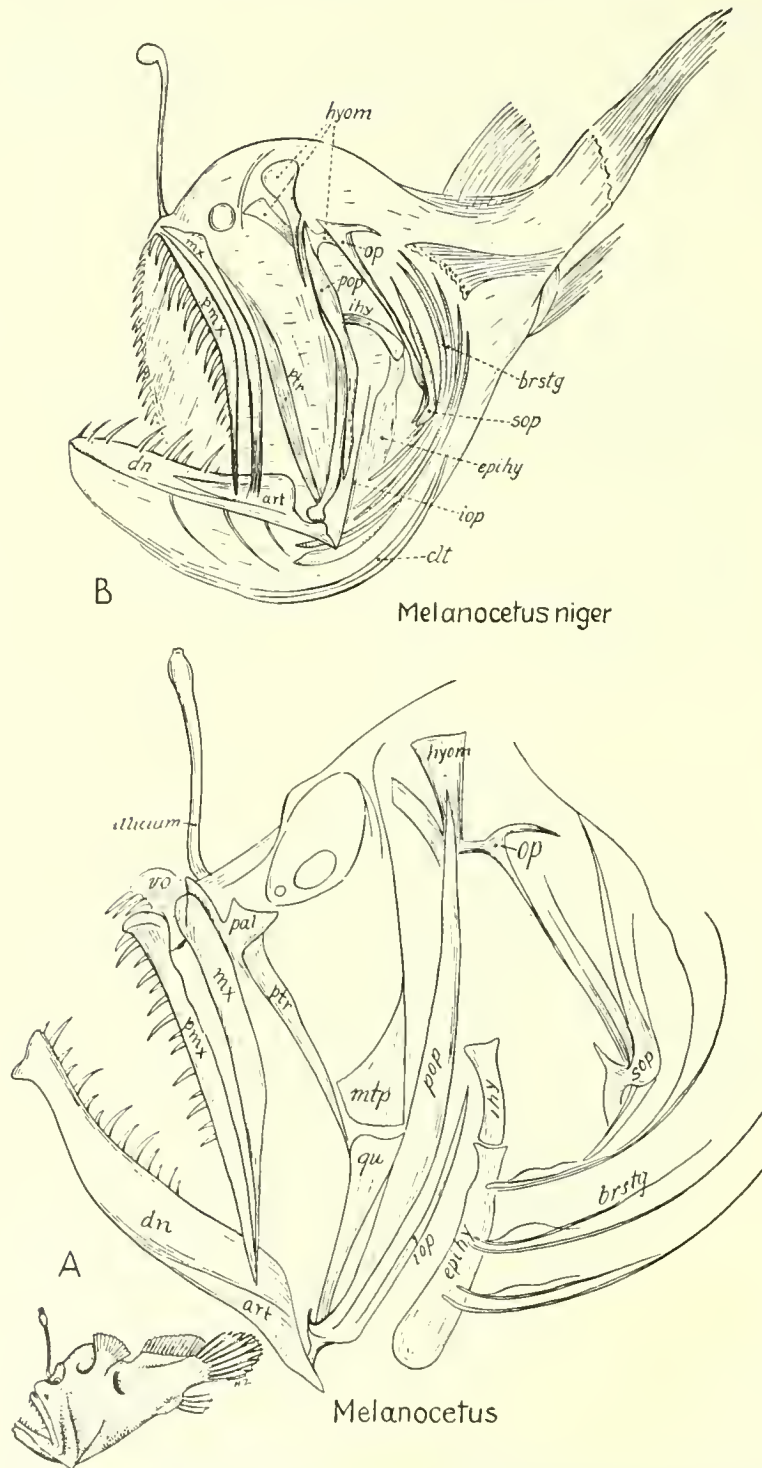 hyom
mx
op
pop
pmx
ihy
ptr
brstg
sop
dn
epihy
art
iop
clt
B
Melanocetus niger
hyom
illicium
op
vo
pal
mx
ptr
pmx
pop
sop
mtp
ihy
qu
brstg
dn
iop
epihy
A
art
Melanocetus